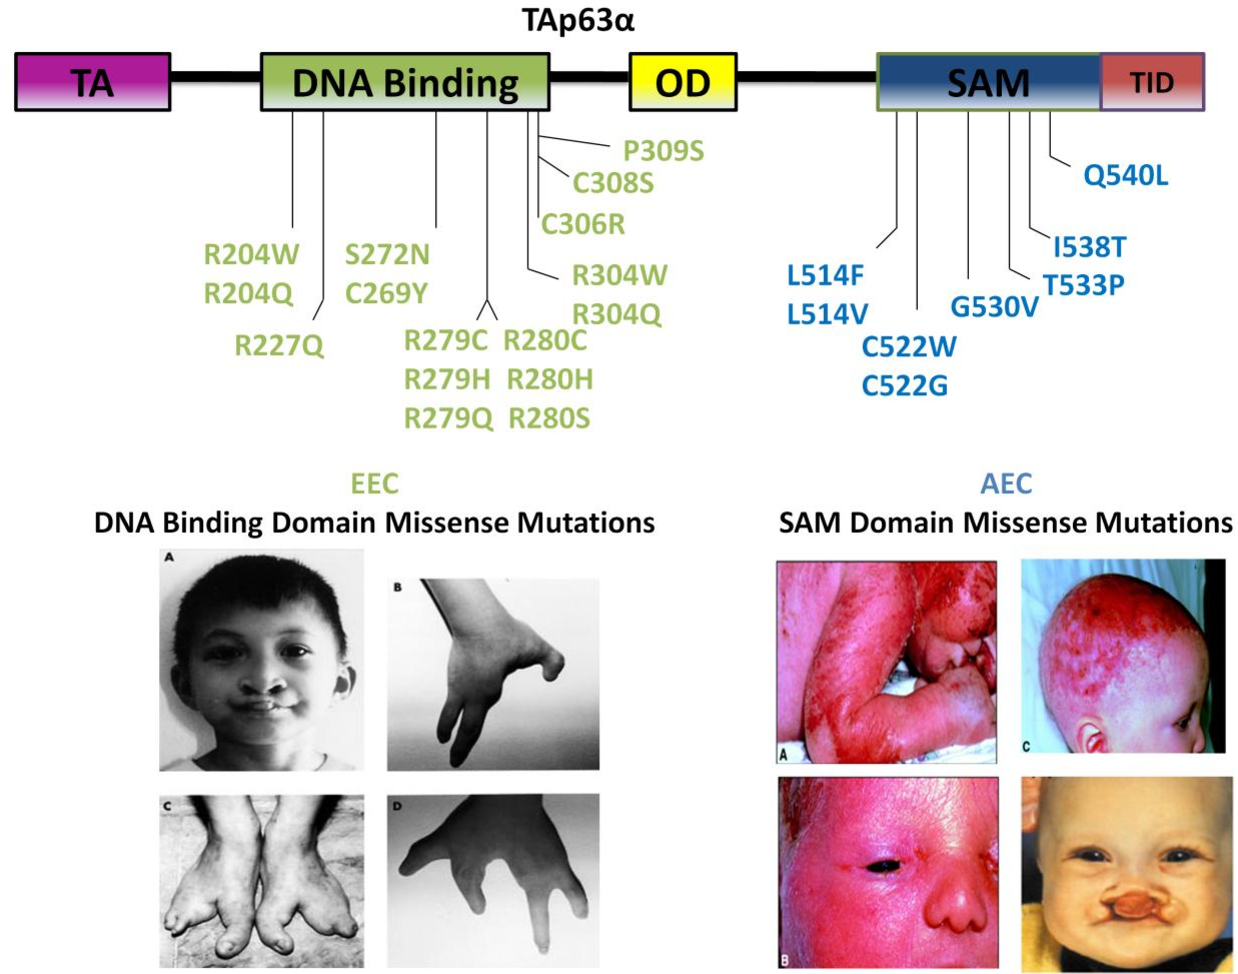 TAp63α
TA
DNA Binding
OD
SAM
TID
P309S
C308S
C306R
R204W
R204Q
R227Q
S272N
C269Y
R279C R280C
R279H R280H
R279Q R280S
R304W
R304Q
L514F
L514V
C522W
C522G
G530V
T533P
I538T
Q540L
EEC
DNA Binding Domain Missense Mutations
A
B
C
D
AEC
SAM Domain Missense Mutations
A
C
B